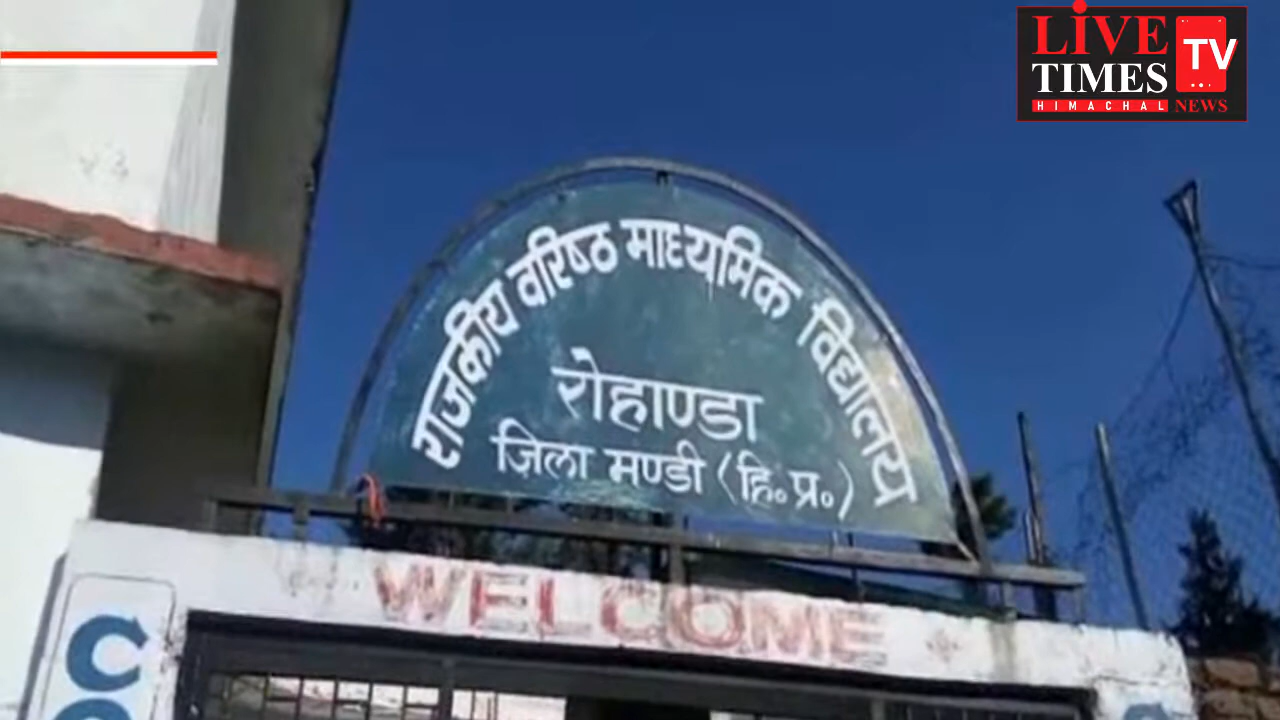 LIVE
TIMES
TV
HIMACHAL NEWS
राजकीय वरिष्ठ माध्यमिक विद्यालय
रोहाण्डा
ज़िला मण्डी (हि॰प्र॰)
WELCOME
C